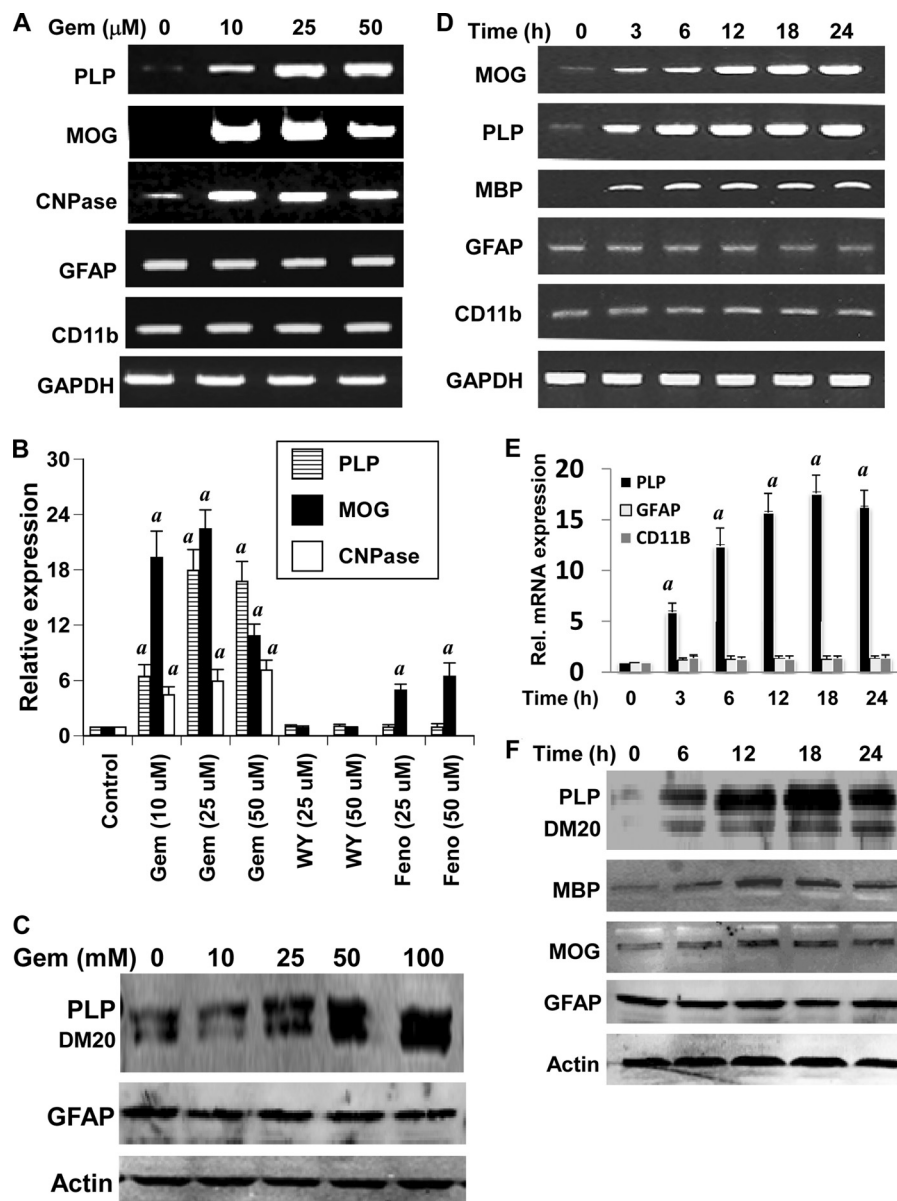 A Gem (μM) 0 10 25 50
PLP
MOG
CNPase
GFAP
CD11b
GAPDH
B
Relative expression
30
24
18
12
6
0
PLP
MOG
CNPase
a a a a a a a a a a a
Control
Gem (10 uM)
Gem (25 uM)
Gem (50 uM)
WY (25 uM)
WY (50 uM)
Feno (25 uM)
Feno (50 uM)
C
Gem (mM) 0 10 25 50 100
PLP
DM20
GFAP
Actin
D
Time (h) 0 3 6 12 18 24
MOG
PLP
MBP
GFAP
CD11b
GAPDH
E
Rel. mRNA expression
20
15
10
5
0
PLP
GFAP
CD11B
a a a a a
Time (h) 0 3 6 12 18 24
F
Time (h) 0 6 12 18 24
PLP
DM20
MBP
MOG
GFAP
Actin